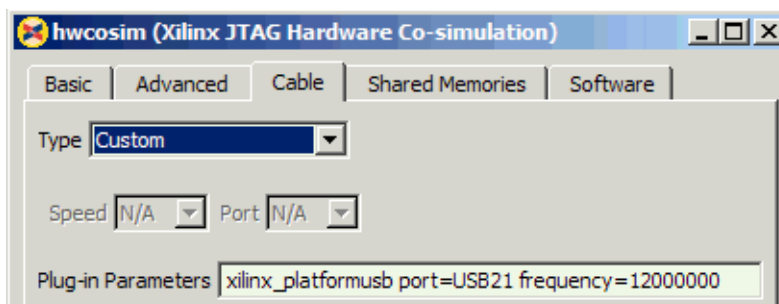 hwcosim (Xilinx JTAG Hardware Co-simulation)
Basic Advanced Cable Shared Memories Software
Type Custom
Speed N/A Port N/A
Plug-in Parameters xilinx_platformusb port=USB21 frequency=12000000